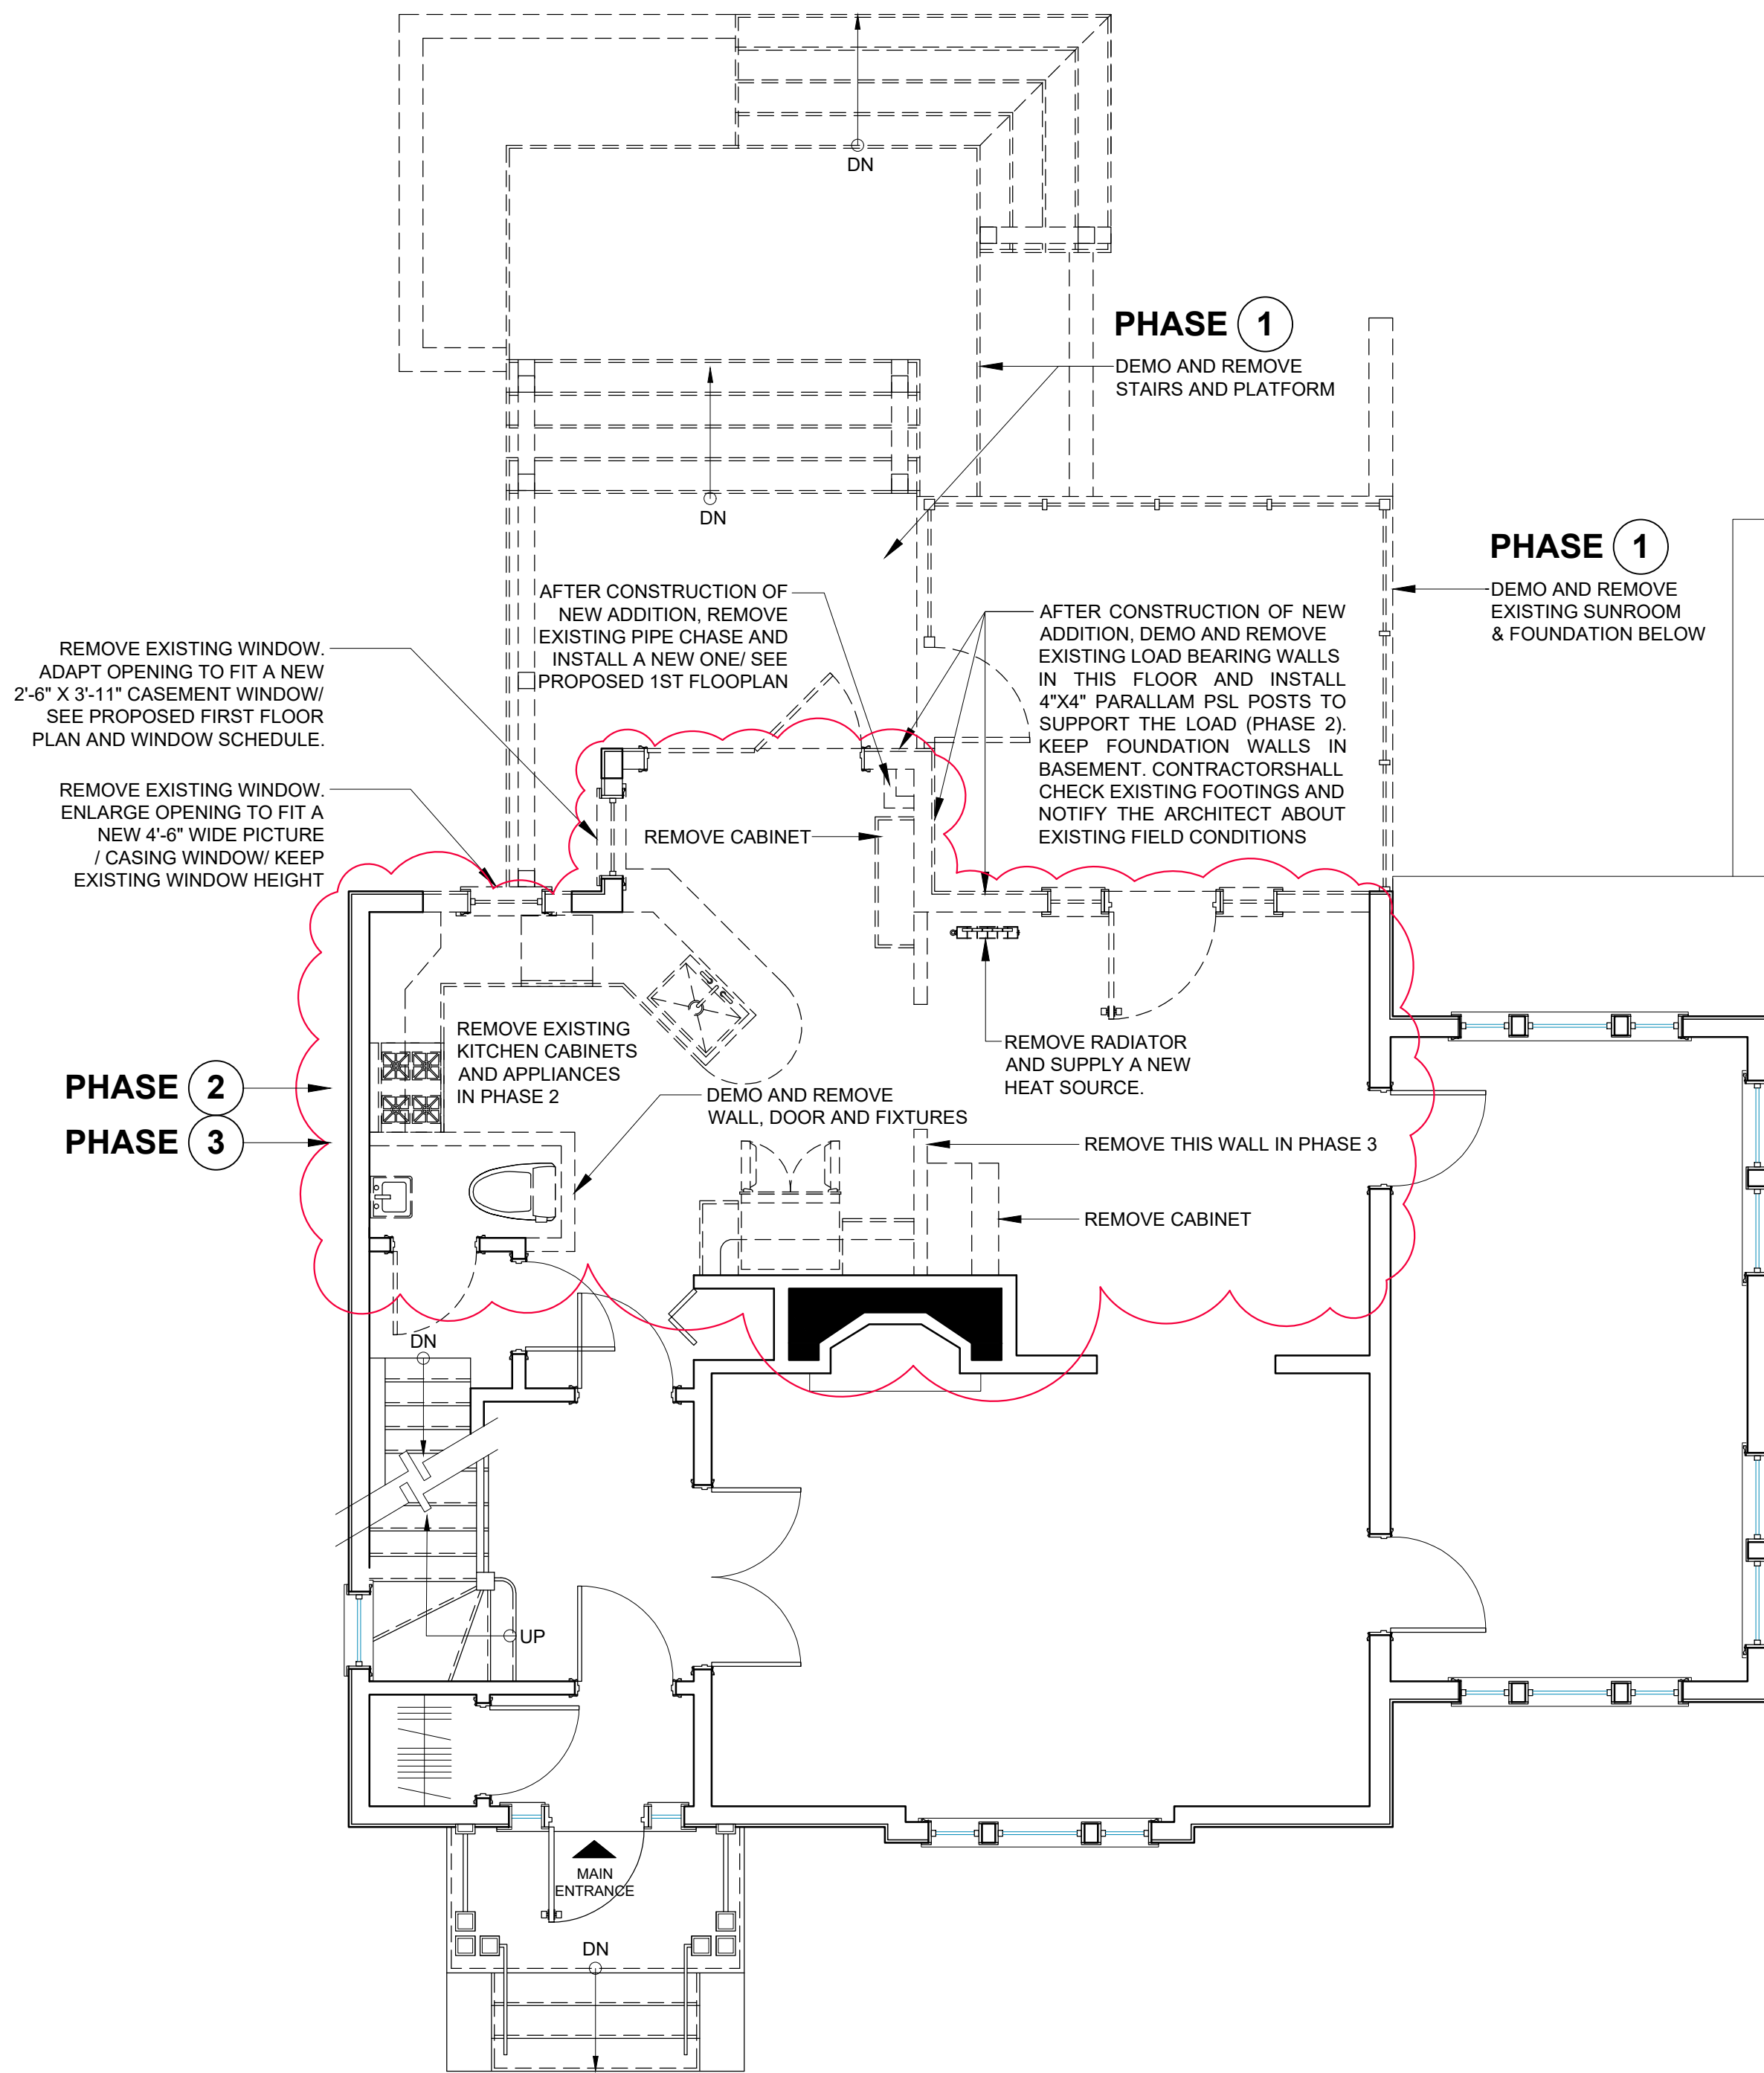 DN
PHASE 1
DEMO AND REMOVE
STAIRS AND PLATFORM
DN
PHASE 1
DEMO AND REMOVE
EXISTING SUNROOM
& FOUNDATION BELOW
AFTER CONSTRUCTION OF
NEW ADDITION, REMOVE
EXISTING PIPE CHASE AND
INSTALL A NEW ONE/ SEE
PROPOSED 1ST FLOOPLAN
AFTER CONSTRUCTION OF NEW
ADDITION, DEMO AND REMOVE
EXISTING LOAD BEARING WALLS
IN THIS FLOOR AND INSTALL
4"X4" PARALLAM PSL POSTS TO
SUPPORT THE LOAD (PHASE 2).
KEEP FOUNDATION WALLS IN
BASEMENT. CONTRACTORSHALL
CHECK EXISTING FOOTINGS AND
NOTIFY THE ARCHITECT ABOUT
EXISTING FIELD CONDITIONS
REMOVE EXISTING WINDOW.
ADAPT OPENING TO FIT A NEW
2'-6" X 3'-11" CASEMENT WINDOW/
SEE PROPOSED FIRST FLOOR
PLAN AND WINDOW SCHEDULE.
REMOVE EXISTING WINDOW.
ENLARGE OPENING TO FIT A
NEW 4'-6" WIDE PICTURE
/ CASING WINDOW/ KEEP
EXISTING WINDOW HEIGHT
REMOVE CABINET
REMOVE EXISTING
KITCHEN CABINETS
AND APPLIANCES
IN PHASE 2
REMOVE RADIATOR
AND SUPPLY A NEW
HEAT SOURCE.
PHASE 2
PHASE 3
DEMO AND REMOVE
WALL, DOOR AND FIXTURES
REMOVE THIS WALL IN PHASE 3
REMOVE CABINET
DN
UP
MAIN
ENTRANCE
DN